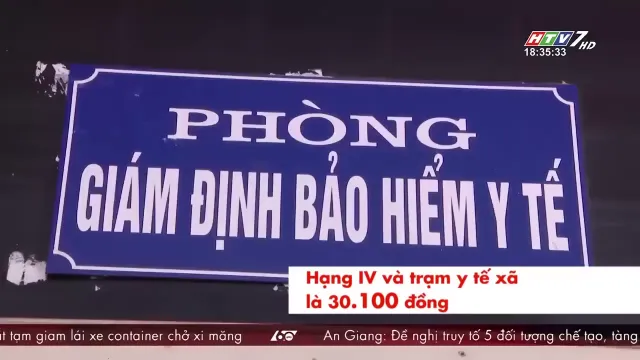 HTV7 HD
18:35:33
PHÒNG
GIÁM ĐỊNH BẢO HIỂM Y TẾ
Hạng IV và trạm y tế xã
là 30.100 đồng
tạm giam lái xe container chở xi măng
60 An Giang: Đề nghị truy tố 5 đối tượng chế tạo, tàng